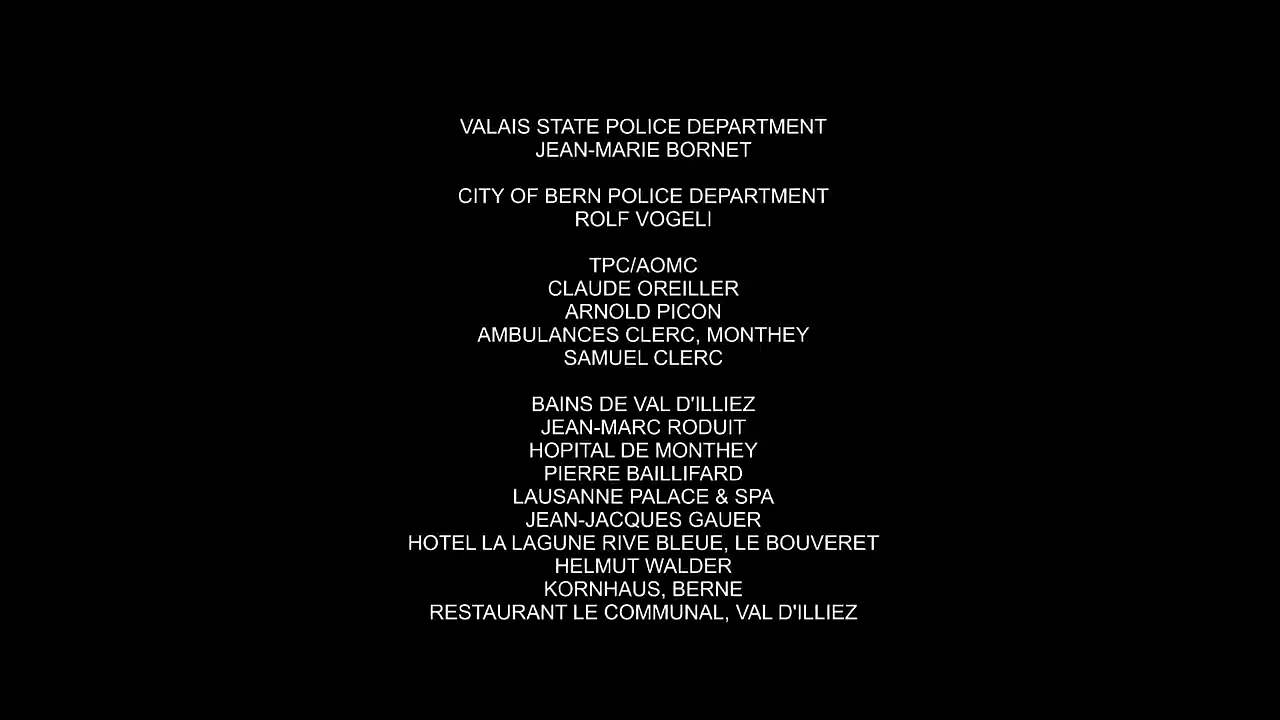 VALAIS STATE POLICE DEPARTMENT
JEAN-MARIE BORNET
CITY OF BERN POLICE DEPARTMENT
ROLF VOGELI
TPC/AOMC
CLAUDE OREILLER
ARNOLD PICON
AMBULANCES CLERC, MONTHEY
SAMUEL CLERC
BAINS DE VAL D'ILLIEZ
JEAN-MARC RODUIT
HOPITAL DE MONTHEY
PIERRE BAILLIFARD
LAUSANNE PALACE & SPA
JEAN-JACQUES GAUER
HOTEL LA LAGUNE RIVE BLEUE, LE BOUVERET
HELMUT WALDER
KORNHAUS, BERNE
RESTAURANT LE COMMUNAL, VAL D'ILLIEZ